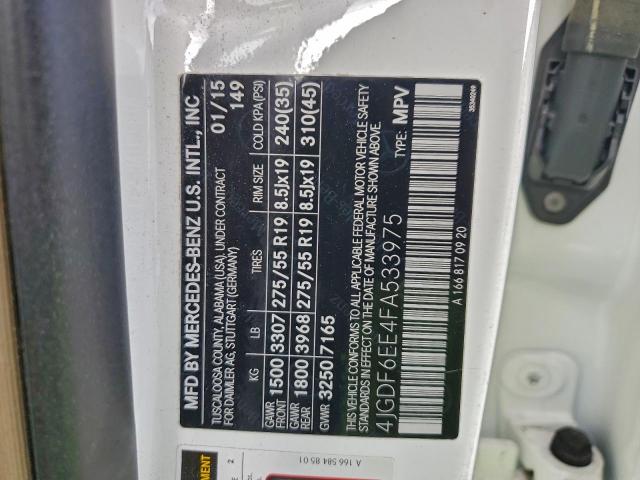 MFD BY MERCEDES-BENZ U.S. INTL., INC
TUSCALOOSA COUNTY, ALABAMA (USA). UNDER CONTRACT
FOR DAIMLER AG, STUTTGART (GERMANY)
01/15
149
KG LB TIRES RIM SIZE COLD KPA(PSI)
GAWR FRONT 1500 3307 275/55 R19 8.5Jx19 240(35)
GAWR REAR 1800 3968 275/55 R19 8.5Jx19 310(45)
GVWR 3250 7165
THIS VEHICLE CONFORMS TO ALL APPLICABLE FEDERAL MOTOR VEHICLE SAFETY
STANDARDS IN EFFECT ON THE DATE OF MANUFACTURE SHOWN ABOVE.
4JGDF6EE4FA533975 TYPE: MPV
A 166 817 09 20
35340269
A 166 584 85 01
2